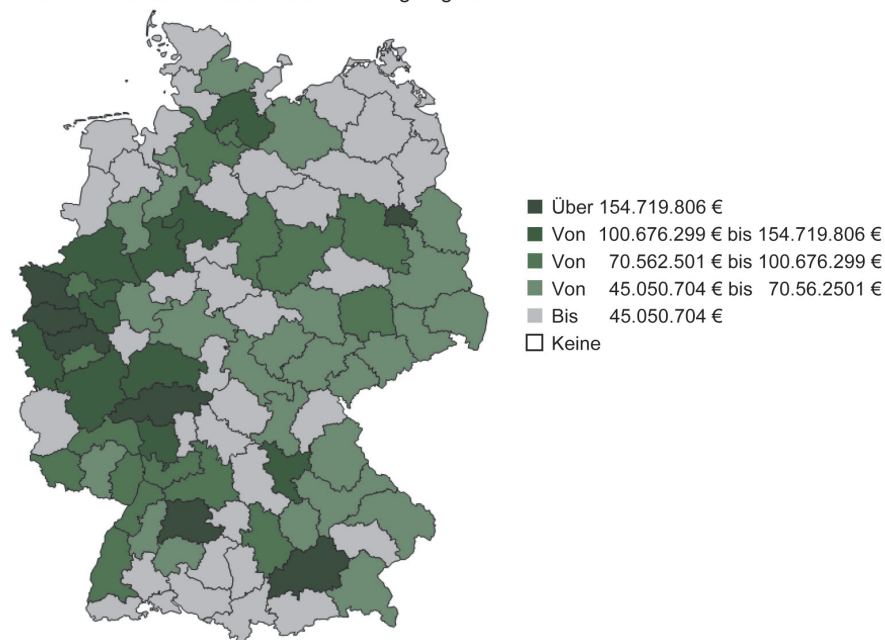 Über 154.719.806 €
Von 100.676.299 € bis 154.719.806 €
Von 70.562.501 € bis 100.676.299 €
Von 45.050.704 € bis 70.56.2501 €
Bis 45.050.704 €
Keine